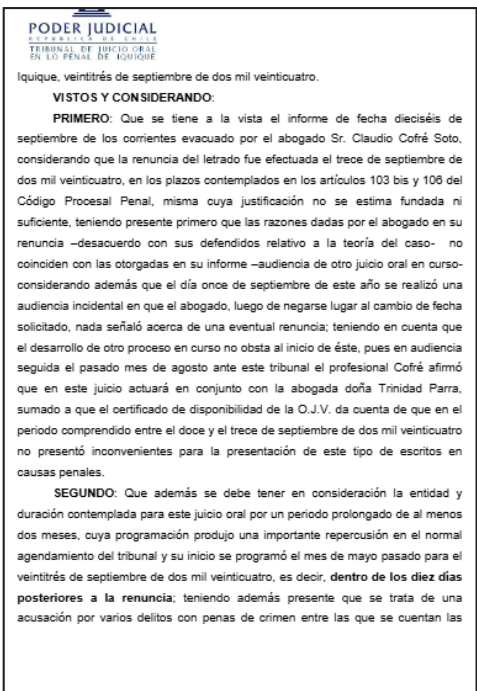 PODER JUDICIAL
REPUBLICA DE CHILE
TRIBUNAL DE JUICIO ORAL
EN LO PENAL DE IQUIQUE
Iquique, veintitrés de septiembre de dos mil veinticuatro.
VISTOS Y CONSIDERANDO:
PRIMERO: Que se tiene a la vista el informe de fecha dieciséis de
septiembre de los corrientes evacuado por el abogado Sr. Claudio Cofré Soto,
considerando que la renuncia del letrado fue efectuada el trece de septiembre de
dos mil veinticuatro, en los plazos contemplados en los artículos 103 bis y 106 del
Código Procesal Penal, misma cuya justificación no se estima fundada ni
suficiente, teniendo presente primero que las razones dadas por el abogado en su
renuncia –desacuerdo con sus defendidos relativo a la teoría del caso- no
coinciden con las otorgadas en su informe –audiencia de otro juicio oral en curso-
considerando además que el día once de septiembre de este año se realizó una
audiencia incidental en que el abogado, luego de negarse lugar al cambio de fecha
solicitado, nada señaló acerca de una eventual renuncia; teniendo en cuenta que
el desarrollo de otro proceso en curso no obsta al inicio de éste, pues en audiencia
seguida el pasado mes de agosto ante este tribunal el profesional Cofré afirmó
que en este juicio actuará en conjunto con la abogada doña Trinidad Parra,
sumado a que el certificado de disponibilidad de la O.J.V. da cuenta de que en el
periodo comprendido entre el doce y el trece de septiembre de dos mil veinticuatro
no presentó inconvenientes para la presentación de este tipo de escritos en
causas penales.
SEGUNDO: Que además se debe tener en consideración la entidad y
duración contemplada para este juicio oral por un periodo prolongado de al menos
dos meses, cuya programación produjo una importante repercusión en el normal
agendamiento del tribunal y su inicio se programó el mes de mayo pasado para el
veintitrés de septiembre de dos mil veinticuatro, es decir, dentro de los diez días
posteriores a la renuncia; teniendo además presente que se trata de una
acusación por varios delitos con penas de crimen entre las que se cuentan las